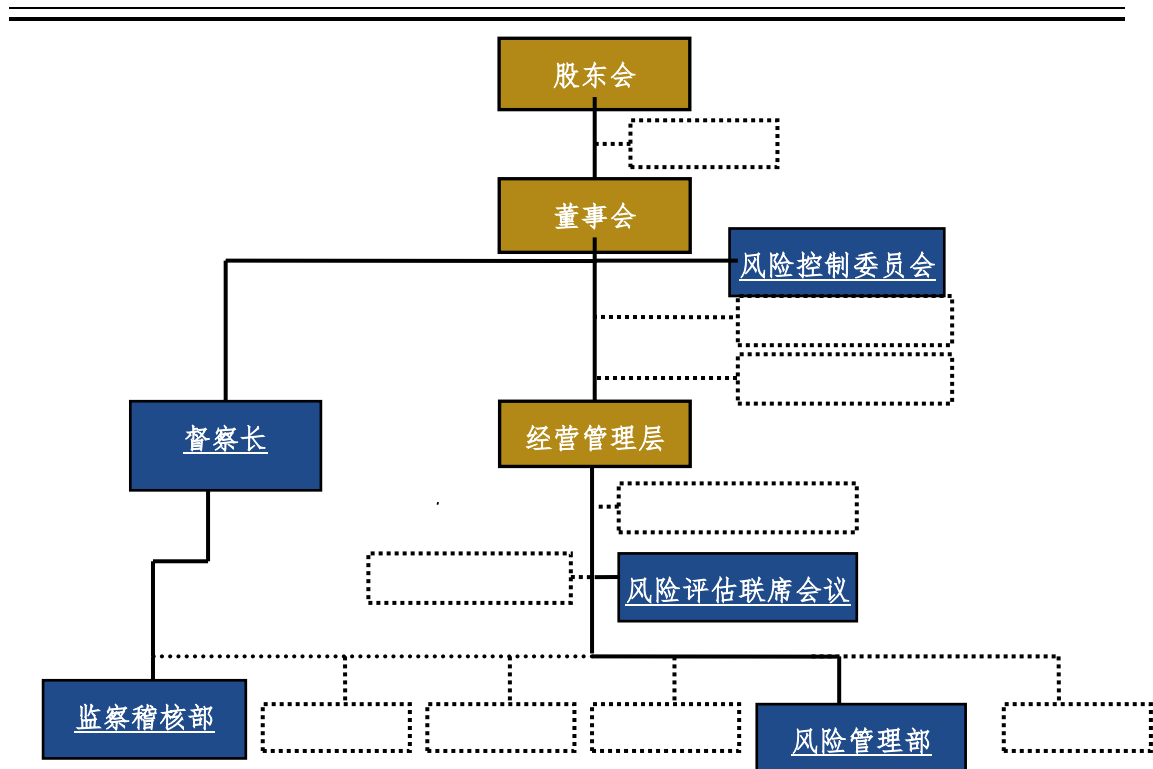 股东会
董事会
风险控制委员会
督察长
经营管理层
风险评估联席会议
监察稽核部
风险管理部